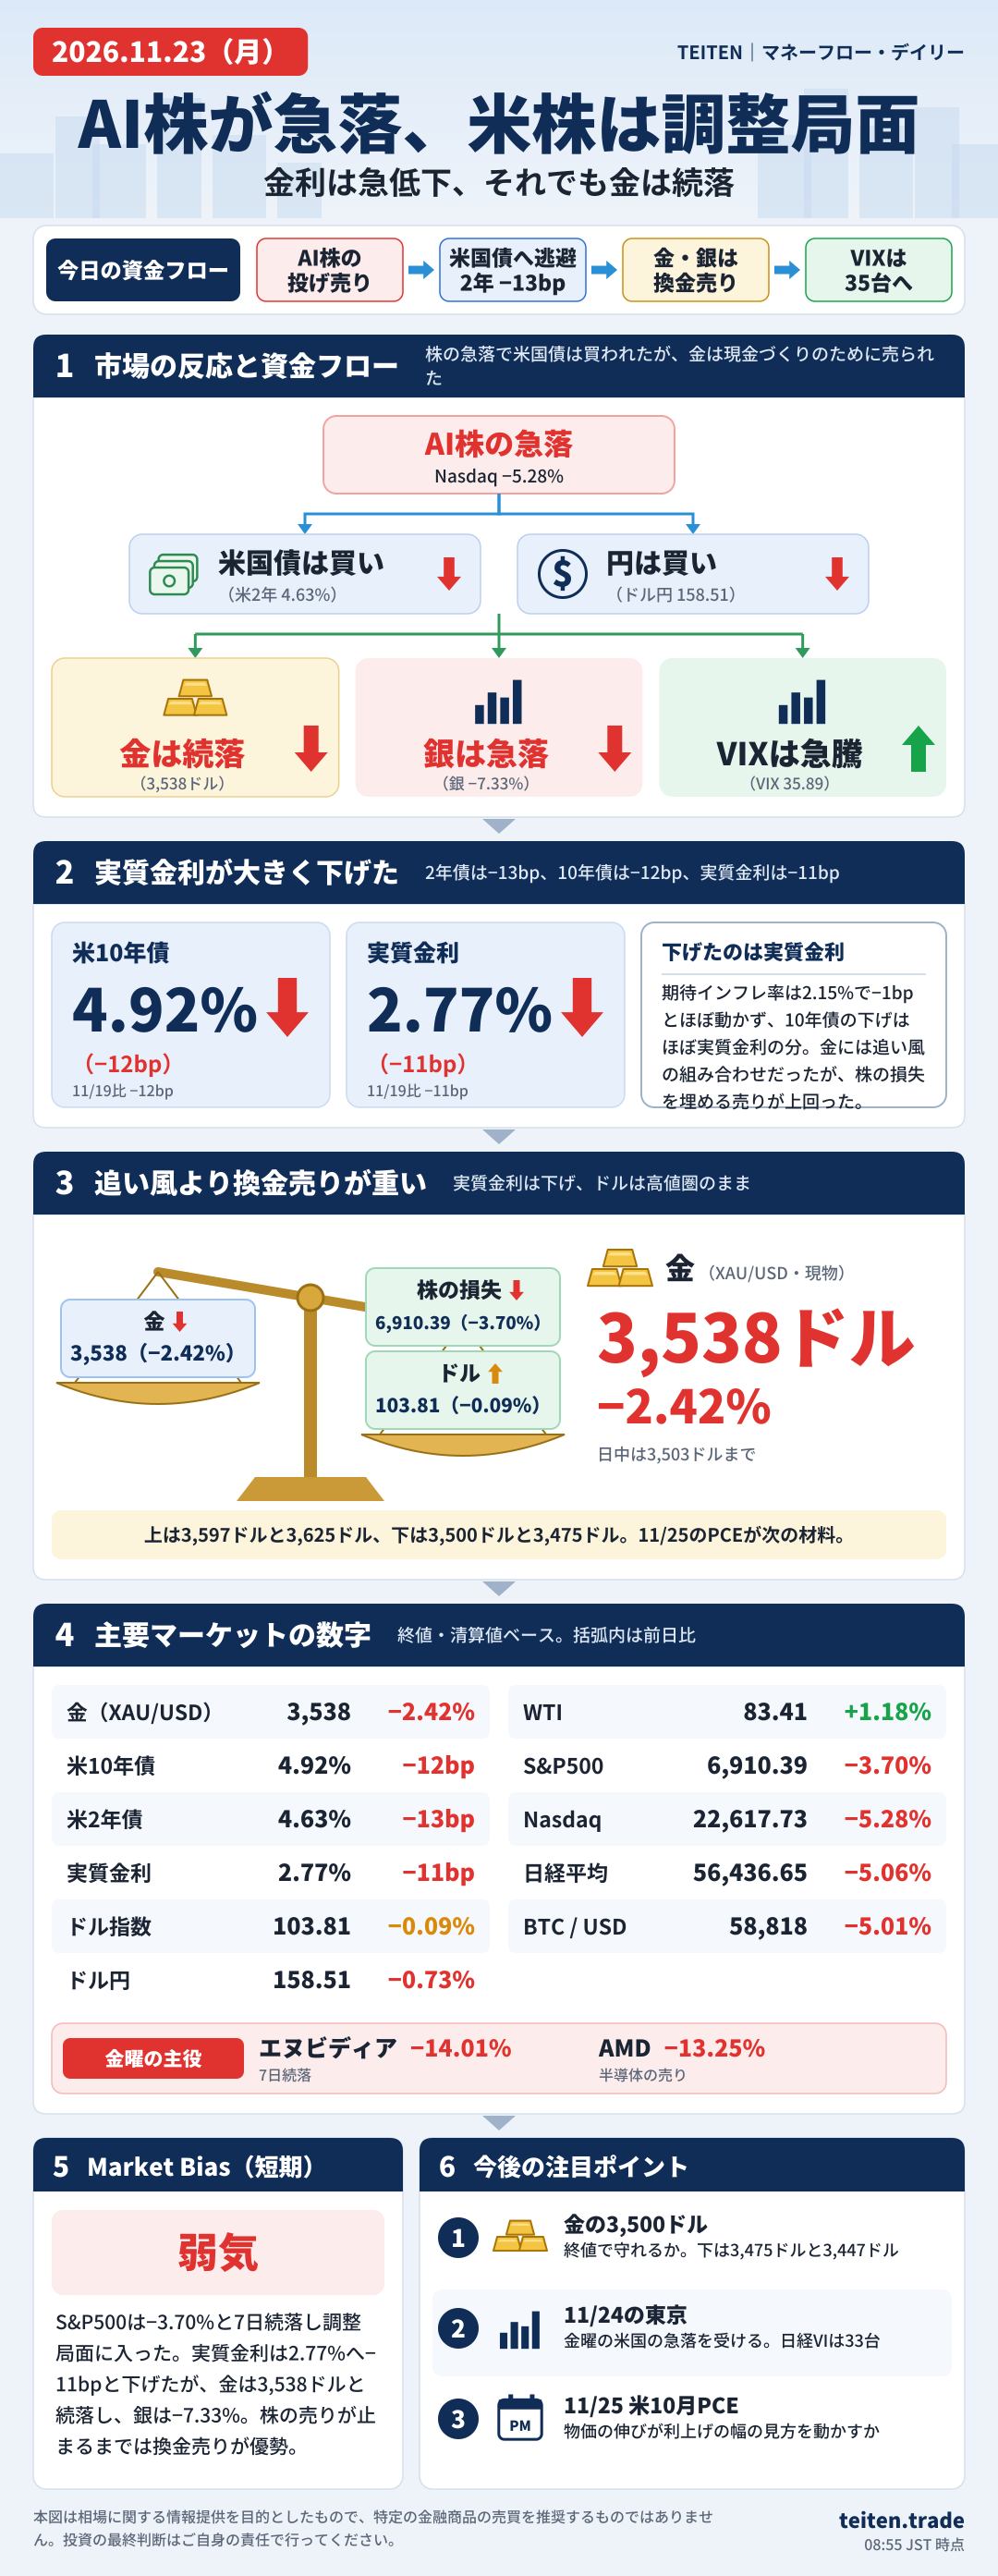 2026.11.23（月）
TEITEN｜マネーフロー・デイリー
AI株が急落、米株は調整局面
金利は急低下、それでも金は続落
今日の資金フロー
AI株の
投げ売り
米国債へ逃避
2年 −13bp
金・銀は
換金売り
VIXは
35台へ
1 市場の反応と資金フロー
株の急落で米国債は買われたが、金は現金づくりのために売られ
た
AI株の急落
Nasdaq −5.28%
米国債は買い
（米2年 4.63%）
$
円は買い
（ドル円 158.51）
金は続落
（3,538ドル）
銀は急落
（銀 −7.33%）
VIXは急騰
（VIX 35.89）
2 実質金利が大きく下げた
2年債は−13bp、10年債は−12bp、実質金利は−11bp
米10年債
4.92%
（−12bp）
11/19比 −12bp
実質金利
2.77%
（−11bp）
11/19比 −11bp
下げたのは実質金利
期待インフレ率は2.15%で−1bp
とほぼ動かず、10年債の下げは
ほぼ実質金利の分。金には追い風
の組み合わせだったが、株の損失
を埋める売りが上回った。
3 追い風より換金売りが重い
実質金利は下げ、ドルは高値圏のまま
金
3,538（−2.42%）
株の損失
6,910.39（−3.70%）
ドル
103.81（−0.09%）
金 （XAU/USD・現物）
3,538ドル
−2.42%
日中は3,503ドルまで
上は3,597ドルと3,625ドル、下は3,500ドルと3,475ドル。11/25のPCEが次の材料。
4 主要マーケットの数字
終値・清算値ベース。括弧内は前日比
金（XAU/USD） 3,538 −2.42%
米10年債 4.92% −12bp
米2年債 4.63% −13bp
実質金利 2.77% −11bp
ドル指数 103.81 −0.09%
ドル円 158.51 −0.73%
WTI 83.41 +1.18%
S&P500 6,910.39 −3.70%
Nasdaq 22,617.73 −5.28%
日経平均 56,436.65 −5.06%
BTC / USD 58,818 −5.01%
金曜の主役
エヌビディア −14.01%
7日続落
AMD −13.25%
半導体の売り
5 Market Bias（短期）
弱気
S&P500は−3.70%と7日続落し調整
局面に入った。実質金利は2.77%へ−
11bpと下げたが、金は3,538ドルと
続落し、銀は−7.33%。株の売りが止
まるまでは換金売りが優勢。
6 今後の注目ポイント
1
金の3,500ドル
終値で守れるか。下は3,475ドルと3,447ドル
2
11/24の東京
金曜の米国の急落を受ける。日経VIは33台
3
PM
11/25 米10月PCE
物価の伸びが利上げの幅の見方を動かすか
本図は相場に関する情報提供を目的としたもので、特定の金融商品の売買を推奨するものではありませ
ん。投資の最終判断はご自身の責任で行ってください。
teiten.trade
08:55 JST 時点